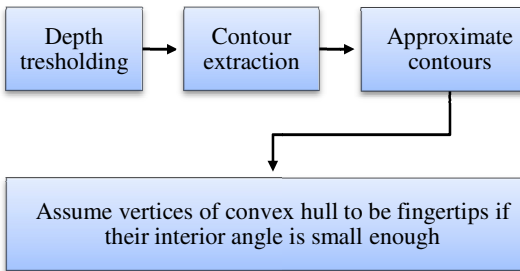 Depth
tresholding
Contour
extraction
Approximate
contours
Assume vertices of convex hull to be fingertips if
their interior angle is small enough